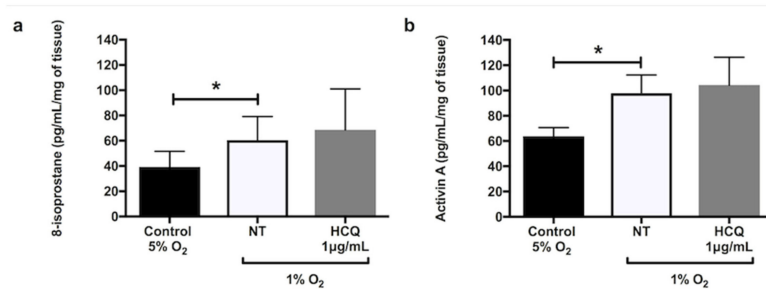 a
8-isoprostane (pg/mL/mg of tissue)
140
120
100
80
60
40
20
0
*
Control
5% O₂
NT
HCQ
1µg/mL
1% O₂
b
Activin A (pg/mL/mg of tissue)
140
120
100
80
60
40
20
0
*
Control
5% O₂
NT
HCQ
1µg/mL
1% O₂